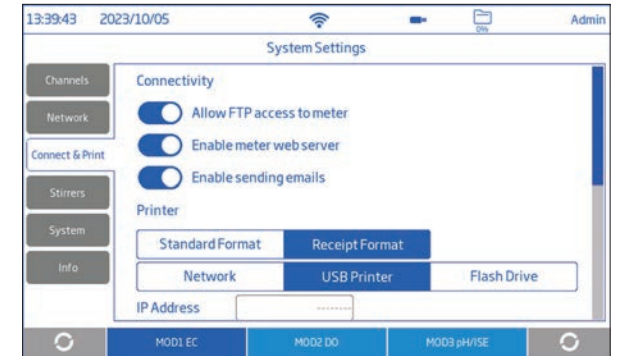 13:39:43 2023/10/05 0% Admin
System Settings
Channels
Network
Connect & Print
Stirrers
System
Info
Connectivity
Allow FTP access to meter
Enable meter web server
Enable sending emails
Printer
Standard Format Receipt Format
Network USB Printer Flash Drive
IP Address --------
MOD1 EC MOD2 DO MOD3 pH/ISE